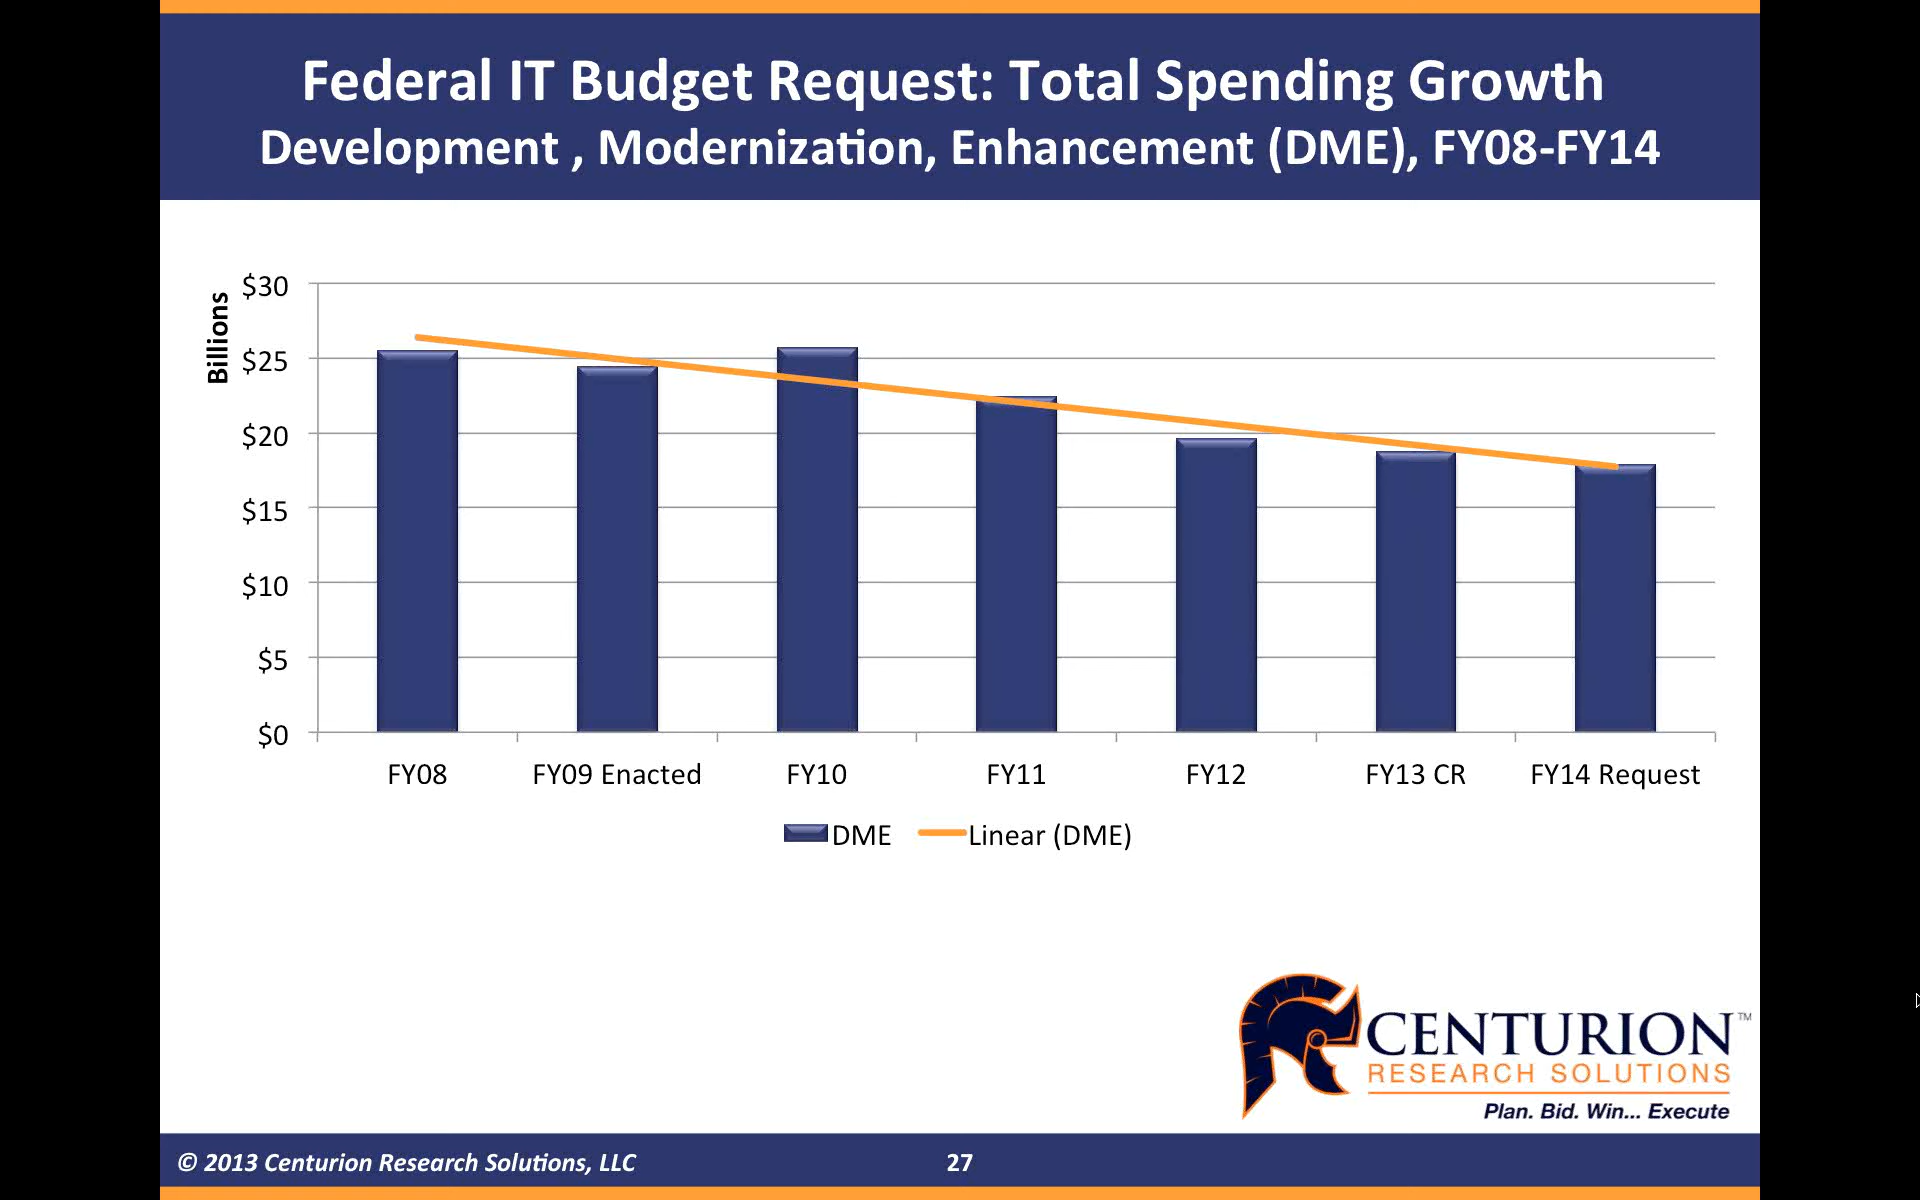 Federal IT Budget Request: Total Spending Growth
Development , Modernization, Enhancement (DME), FY08-FY14
Billions
$30
$25
$20
$15
$10
$5
$0
FY08 FY09 Enacted FY10 FY11 FY12 FY13 CR FY14 Request
DME Linear (DME)
CENTURION™
RESEARCH SOLUTIONS
Plan. Bid. Win... Execute
© 2013 Centurion Research Solutions, LLC 27